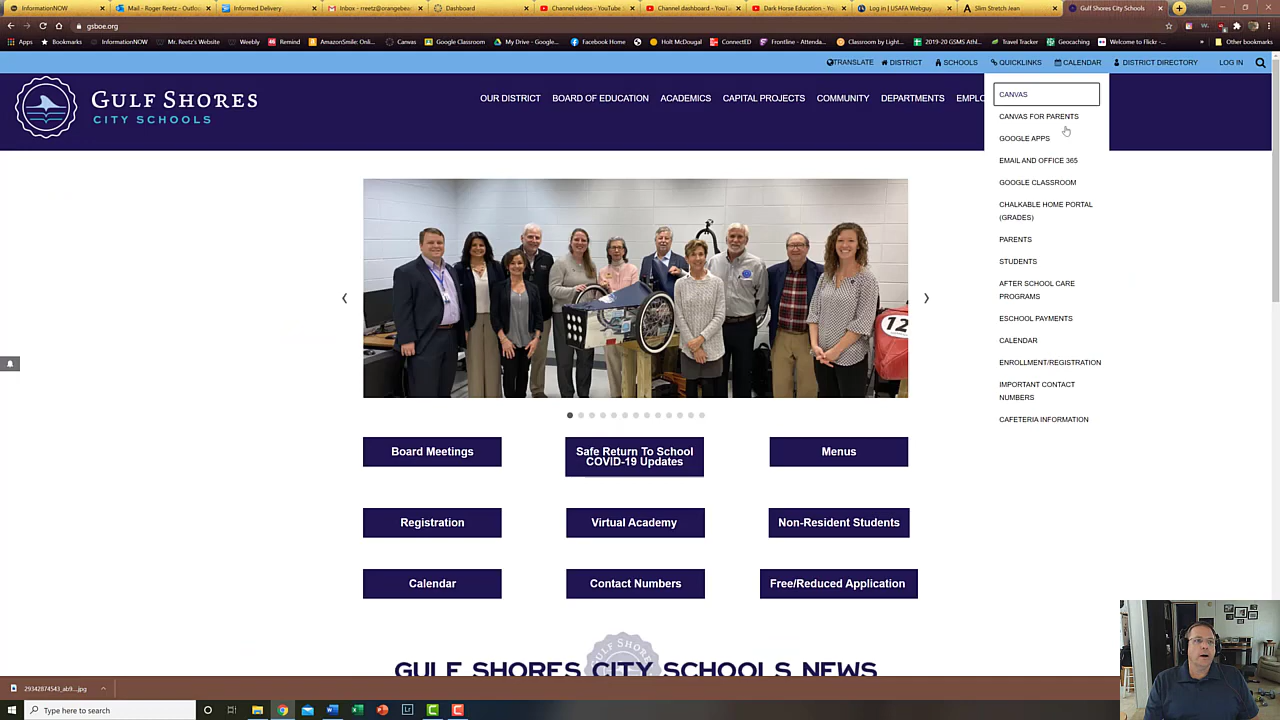 InformationNOW
Mail - Roger Reetz - Outloo
Informed Delivery
Inbox - rreetz@orangebea
Dashboard
Channel videos - YouTube S
Channel dashboard - YouTu
Dark Horse Education - You
Log in | USAFA Webguy
Slim Stretch Jean
Gulf Shores City Schools
gsboe.org
Apps
Bookmarks
InformationNOW
Mr. Reetz's Website
Weebly
Remind
AmazonSmile: Onli...
Canvas
Google Classroom
My Drive - Google...
Facebook Home
Holt McDougal
ConnectED
Frontline - Attenda...
Classroom by Light...
2019-20 GSMS Athl...
Travel Tracker
Geocaching
Welcome to Flickr -...
Other bookmarks
TRANSLATE
DISTRICT
SCHOOLS
QUICKLINKS
CALENDAR
DISTRICT DIRECTORY
LOG IN
GULF SHORES
CITY SCHOOLS
OUR DISTRICT
BOARD OF EDUCATION
ACADEMICS
CAPITAL PROJECTS
COMMUNITY
DEPARTMENTS
EMPLO
CANVAS
CANVAS FOR PARENTS
GOOGLE APPS
EMAIL AND OFFICE 365
GOOGLE CLASSROOM
CHALKABLE HOME PORTAL
(GRADES)
PARENTS
STUDENTS
AFTER SCHOOL CARE
PROGRAMS
ESCHOOL PAYMENTS
CALENDAR
ENROLLMENT/REGISTRATION
IMPORTANT CONTACT
NUMBERS
CAFETERIA INFORMATION
12
Board Meetings
Safe Return To School
COVID-19 Updates
Menus
Registration
Virtual Academy
Non-Resident Students
Calendar
Contact Numbers
Free/Reduced Application
GULF SHORES
GULF SHORES CITY SCHOOLS NEWS
29342874543_ab9....jpg
Type here to search